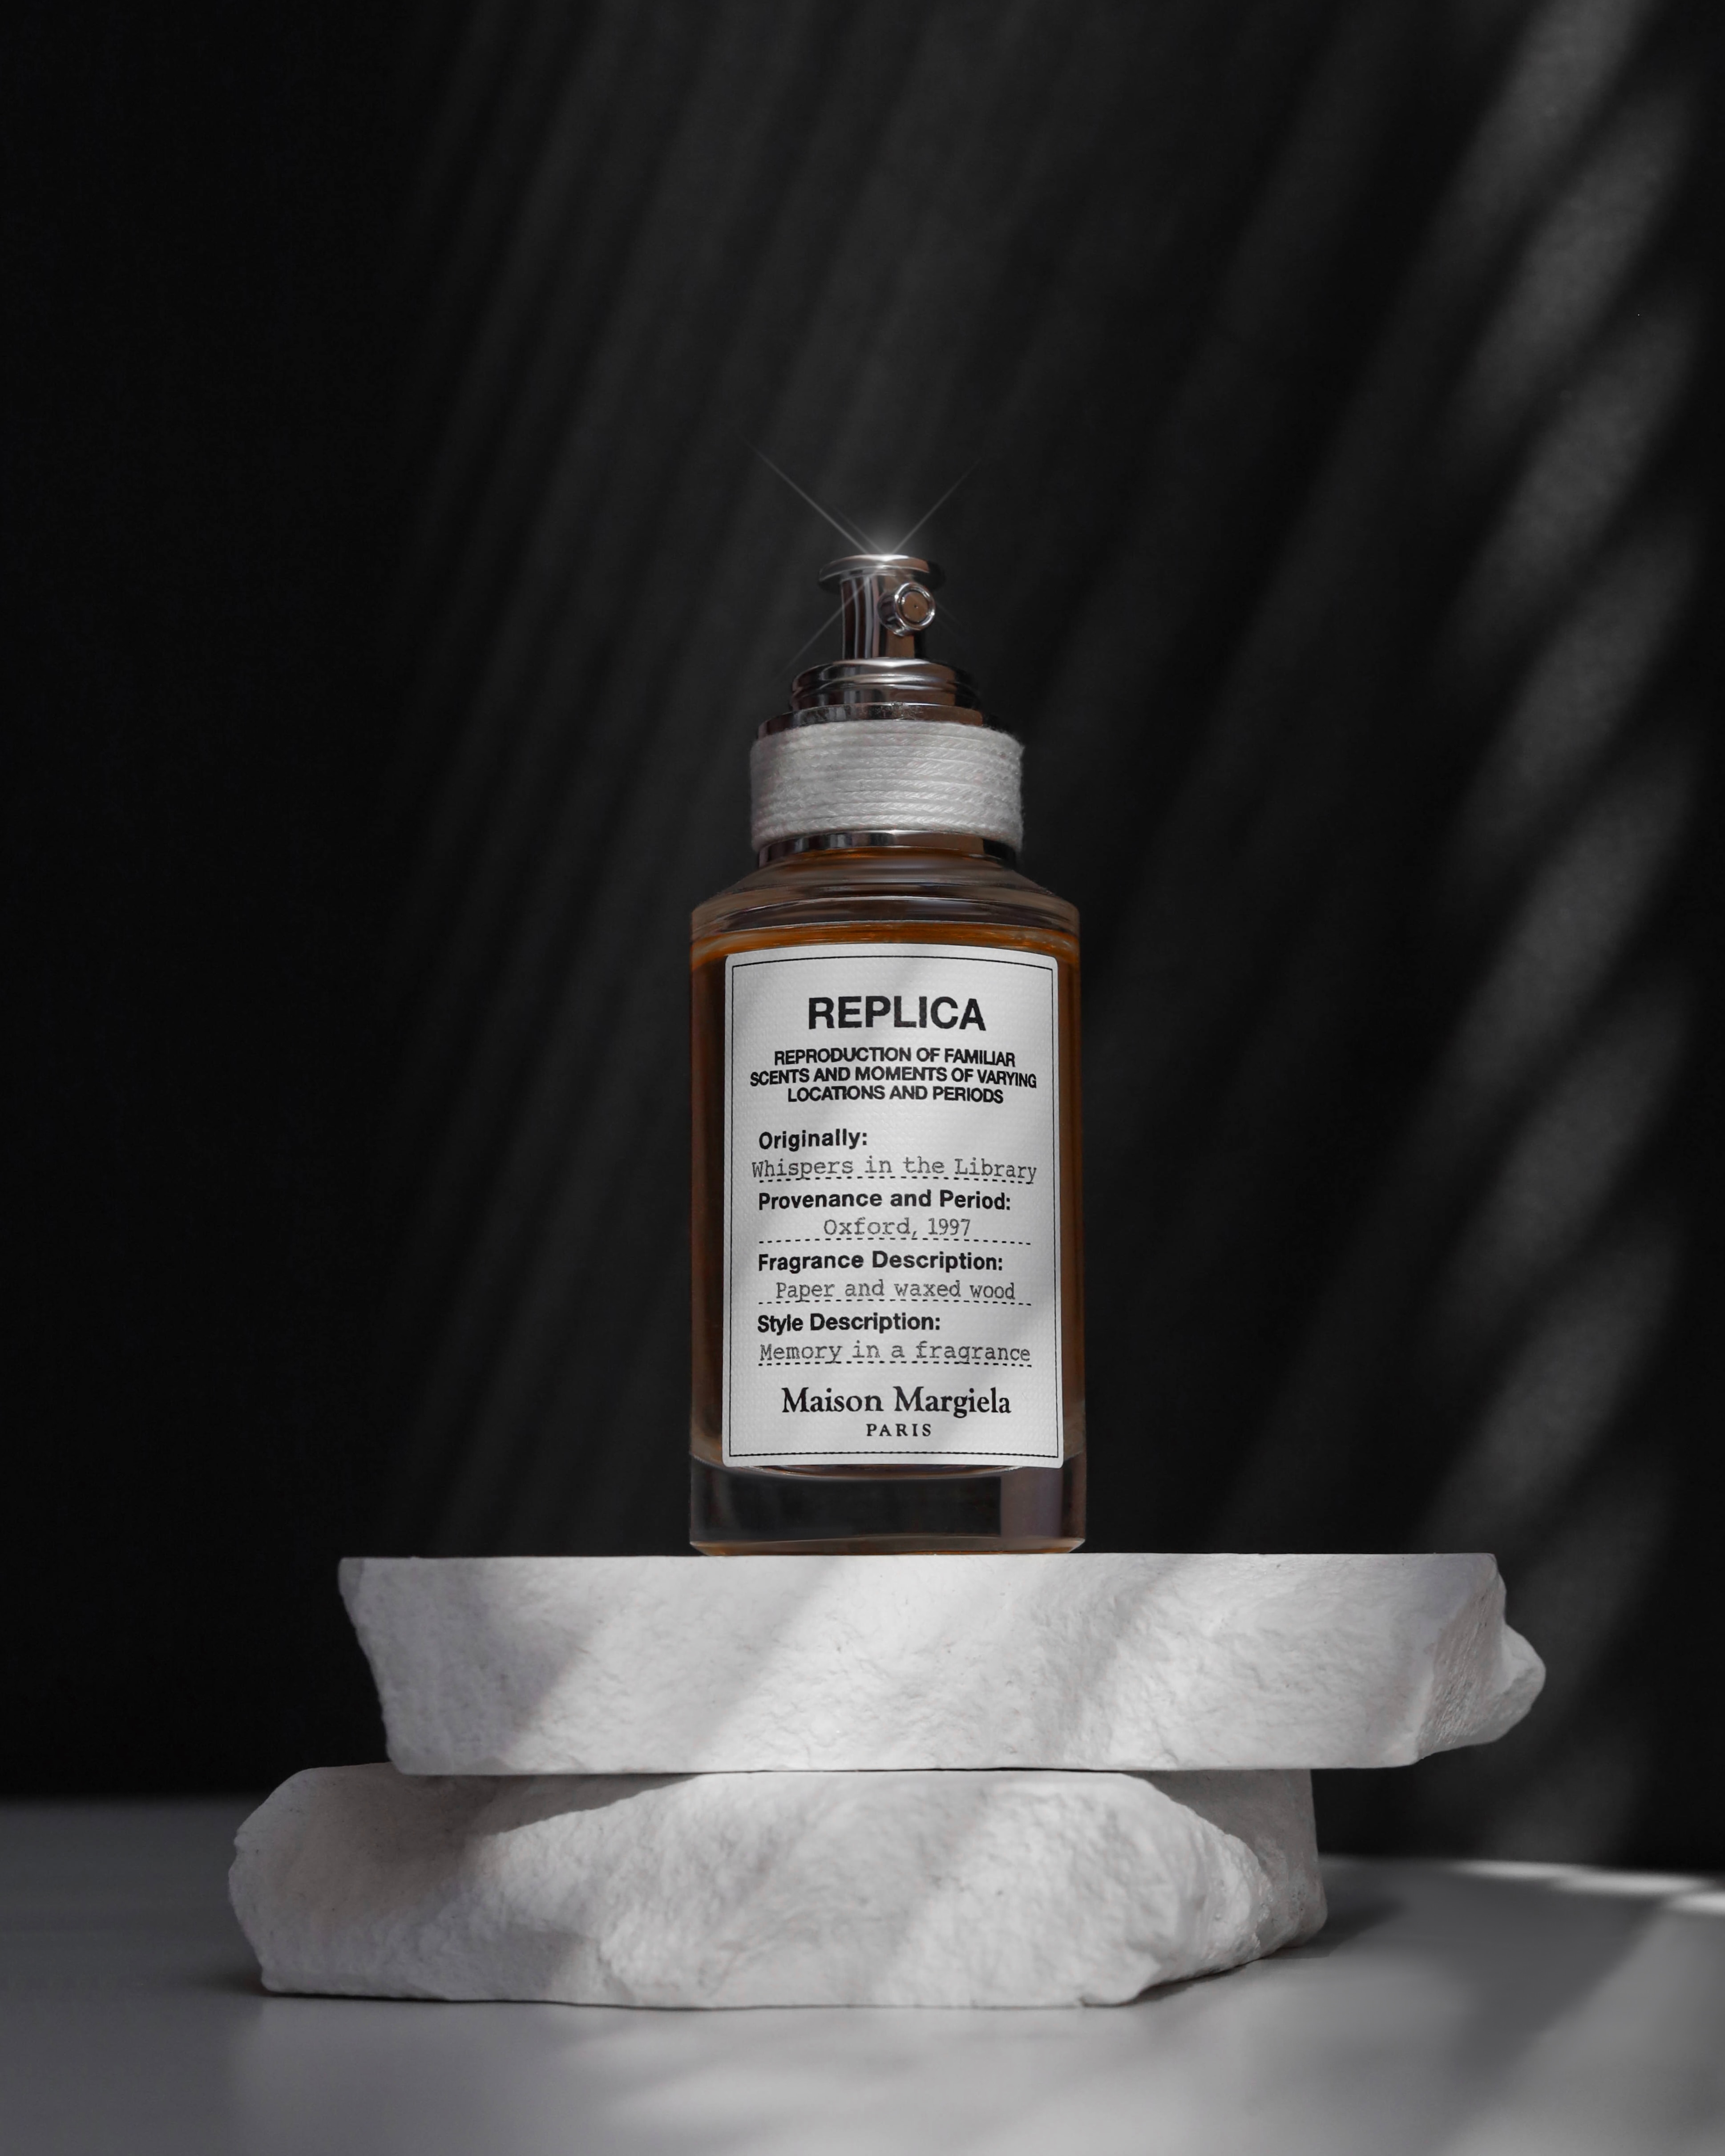 REPLICA
REPRODUCTION OF FAMILIAR
SCENTS AND MOMENTS OF VARYING
LOCATIONS AND PERIODS
Originally:
Whispers in the Library
Provenance and Period:
Oxford, 1997
Fragrance Description:
Paper and waxed wood
Style Description:
Memory in a fragrance
Maison Margiela
PARIS